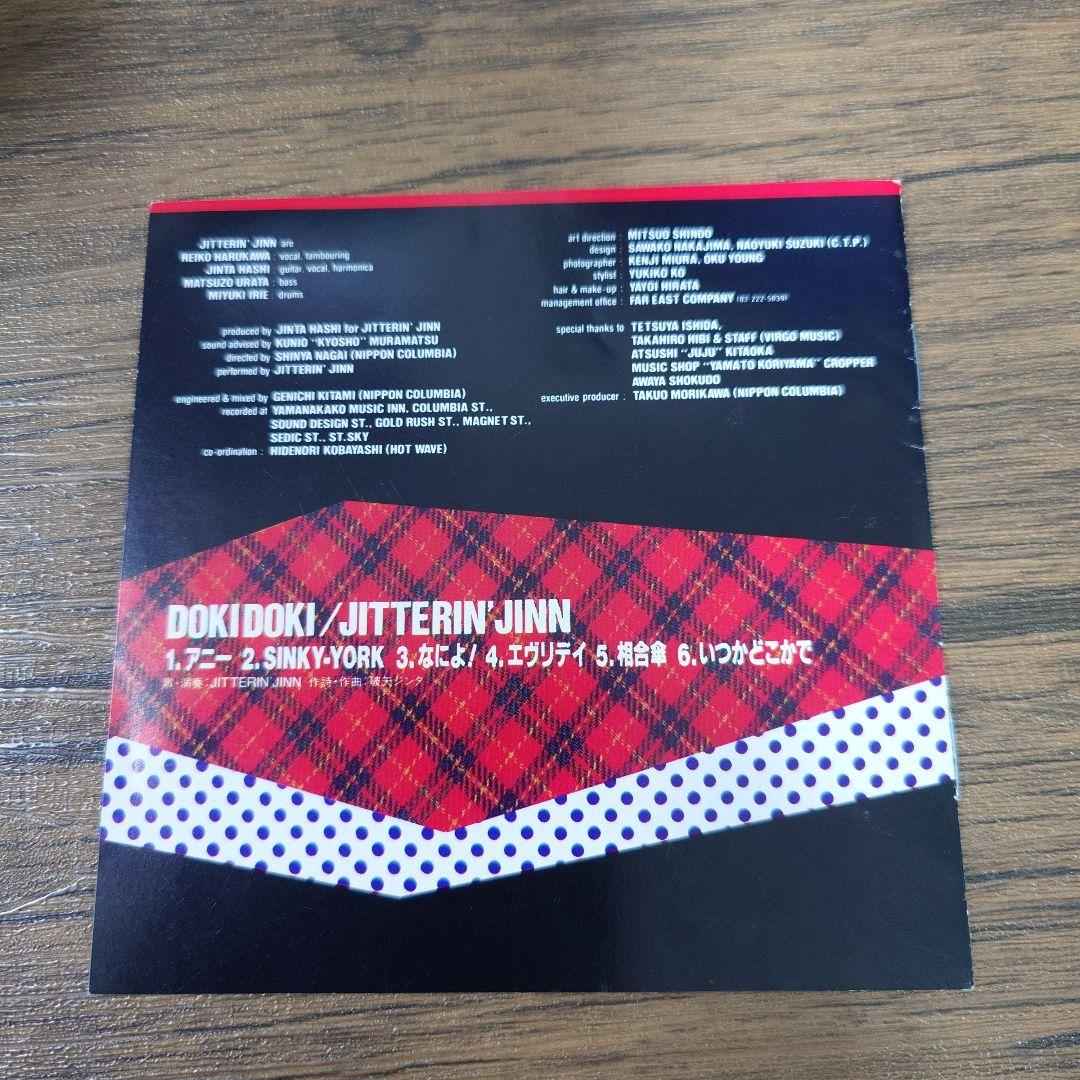 JITTERIN' JINN are
REIKO HARUKAWA : vocal, tambouring
JINTA HASHI : guitar, vocal, harmonica
MATSUZO URATA : bass
MIYUKI IRIE : drums
produced by JINTA HASHI for JITTERIN' JINN
sound advised by KUNIO "KYOSHO" MURAMATSU
directed by SHINYA NAGAI (NIPPON COLUMBIA)
performed by JITTERIN' JINN
engineered & mixed by GENICHI KITAMI (NIPPON COLUMBIA)
recorded at YAMANAKAKO MUSIC INN, COLUMBIA ST.,
SOUND DESIGN ST., GOLD RUSH ST., MAGNET ST.,
SEDIC ST., ST.SKY
co-ordination : HIDENORI KOBAYASHI (HOT WAVE)
art direction : MITSUO SHINDO
design : SAWAKO NAKAJIMA, NAOYUKI SUZUKI (C.T.P.)
photographer : KENJI MIURA, OKU YOUNG
stylist : YUKIKO KO
hair & make-up : YAYOI HIRATA
management office : FAR EAST COMPANY (03-222-5039)
special thanks to TETSUYA ISHIDA,
TAKAHIRO HIBI & STAFF (VIRGO MUSIC)
ATSUSHI "JUJU" KITAOKA
MUSIC SHOP "YAMATO KORIYAMA" CROPPER
AWAYA SHOKUDO
executive producer : TAKUO MORIKAWA (NIPPON COLUMBIA)
DOKI DOKI/JITTERIN' JINN
1.アニー 2.SINKY-YORK 3.なによ! 4.エヴリデイ 5.相合傘 6.いつかどこかで
歌・演奏:JITTERIN' JINN 作詩・作曲:破矢ジンタ